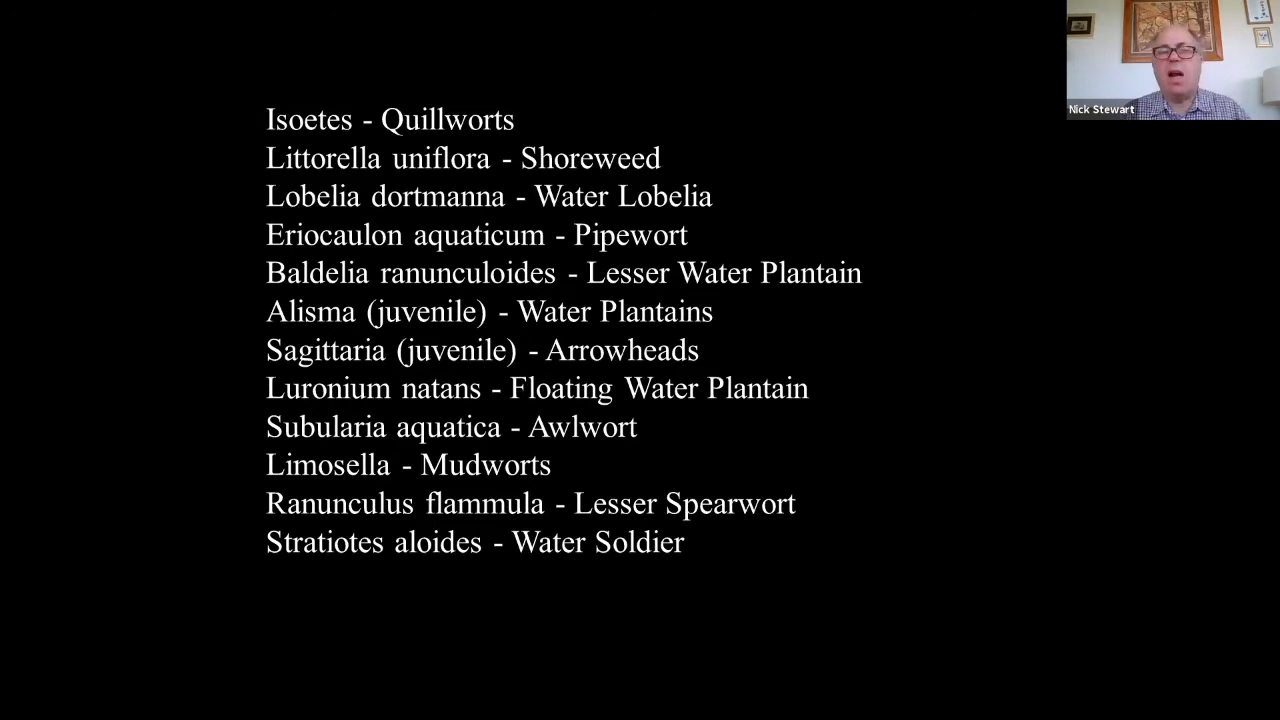 Isoetes - Quillworts
Littorella uniflora - Shoreweed
Lobelia dortmanna - Water Lobelia
Eriocaulon aquaticum - Pipewort
Baldelia ranunculoides - Lesser Water Plantain
Alisma (juvenile) - Water Plantains
Sagittaria (juvenile) - Arrowheads
Luronium natans - Floating Water Plantain
Subularia aquatica - Awlwort
Limosella - Mudworts
Ranunculus flammula - Lesser Spearwort
Stratiotes aloides - Water Soldier
Nick Stewart